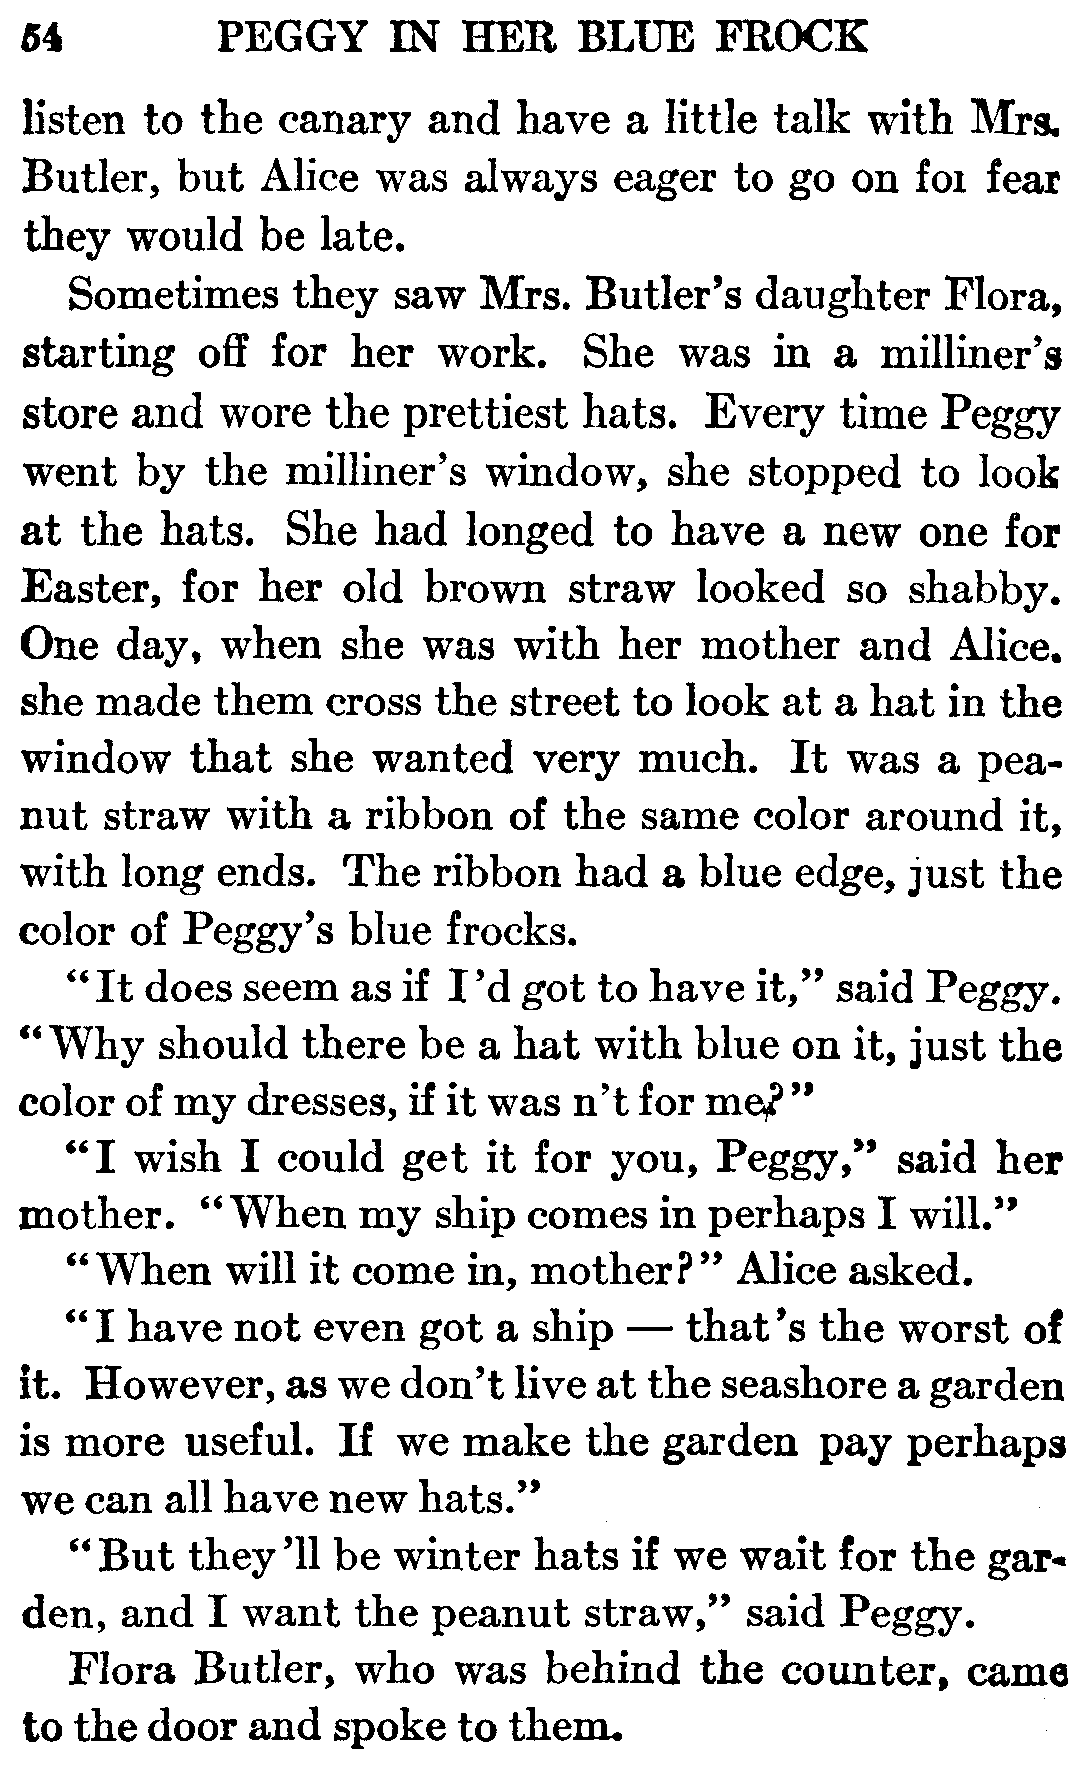 54 PEGGY IN HER BLUE FROCK
listen to the canary and have a little talk with Mrs.
Butler, but Alice was always eager to go on for fear
they would be late.
Sometimes they saw Mrs. Butler's daughter Flora,
starting off for her work. She was in a milliner's
store and wore the prettiest hats. Every time Peggy
went by the milliner's window, she stopped to look
at the hats. She had longed to have a new one for
Easter, for her old brown straw looked so shabby.
One day, when she was with her mother and Alice.
she made them cross the street to look at a hat in the
window that she wanted very much. It was a pea-
nut straw with a ribbon of the same color around it,
with long ends. The ribbon had a blue edge, just the
color of Peggy's blue frocks.
"It does seem as if I'd got to have it," said Peggy.
"Why should there be a hat with blue on it, just the
color of my dresses, if it was n't for me?"
"I wish I could get it for you, Peggy," said her
mother. "When my ship comes in perhaps I will."
"When will it come in, mother?" Alice asked.
"I have not even got a ship — that's the worst of
it. However, as we don't live at the seashore a garden
is more useful. If we make the garden pay perhaps
we can all have new hats."
"But they'll be winter hats if we wait for the gar-
den, and I want the peanut straw," said Peggy.
Flora Butler, who was behind the counter, came
to the door and spoke to them.